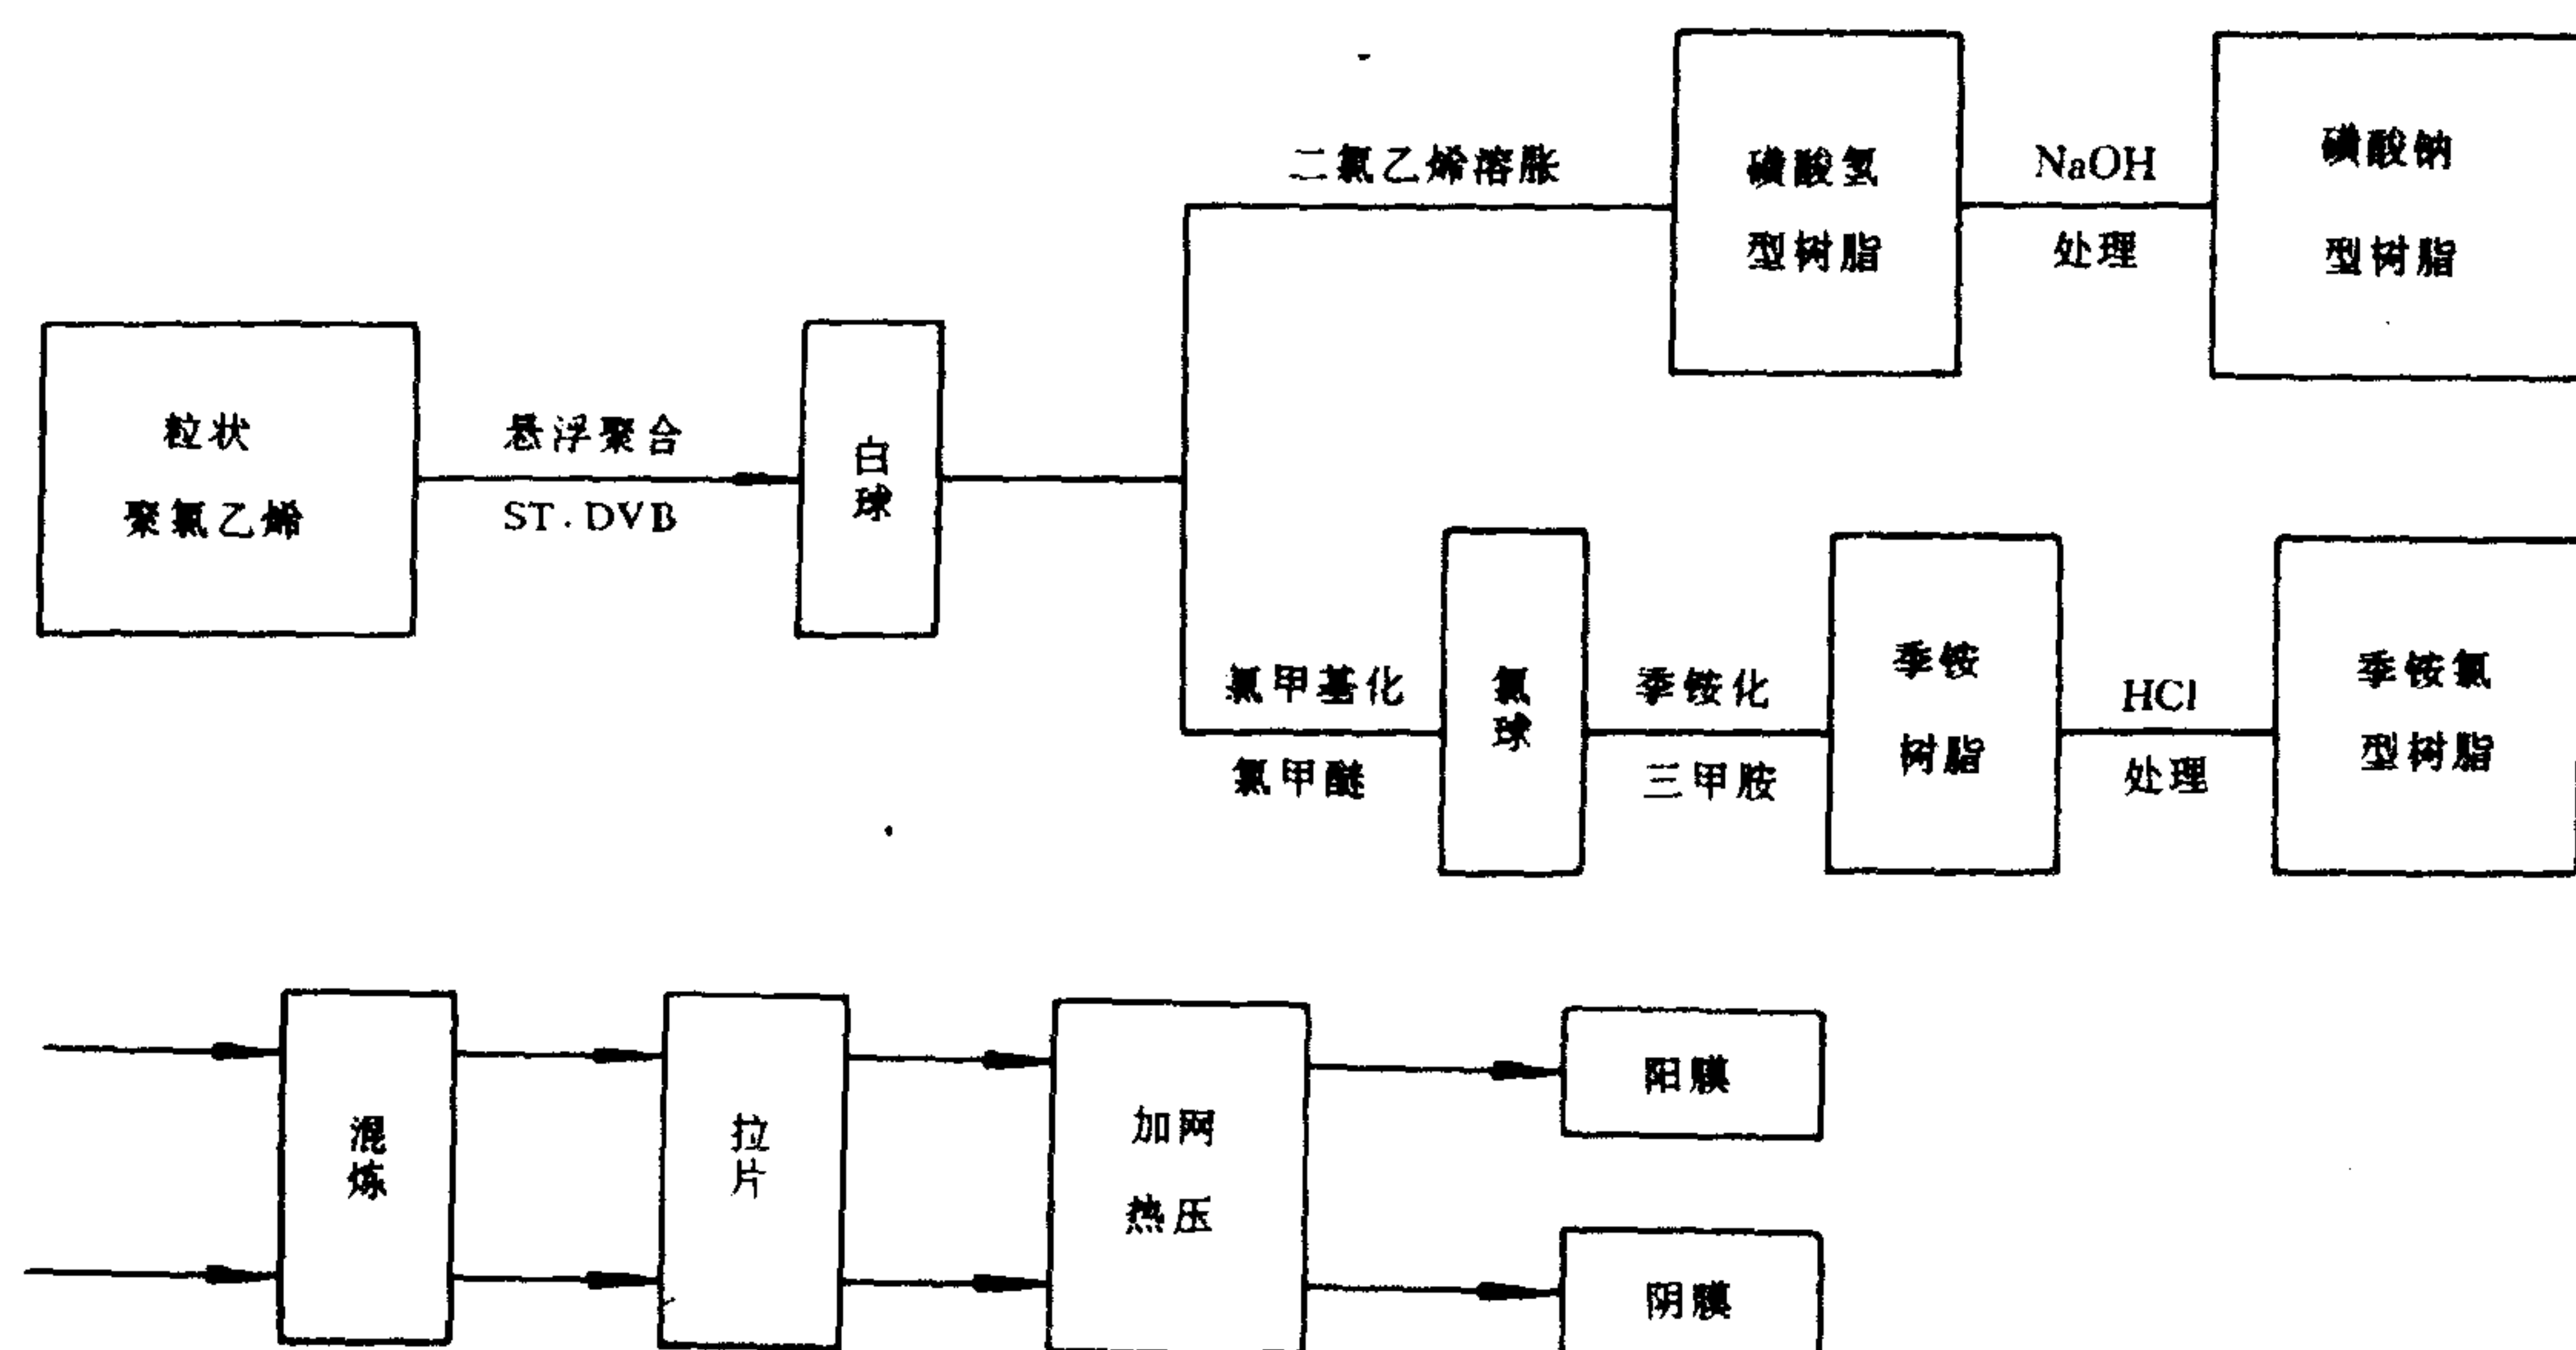 二氯乙烯溶胀
磺酸氢
型树脂
NaOH
处理
磺酸钠
型树脂
粒状
聚氯乙烯
悬浮聚合
ST·DVB
白
球
氯甲基化
氯甲醚
氯
球
季铵化
三甲胺
季铵
树脂
HCl
处理
季铵氯
型树脂
混
炼
拉
片
加网
热压
阳膜
阴膜